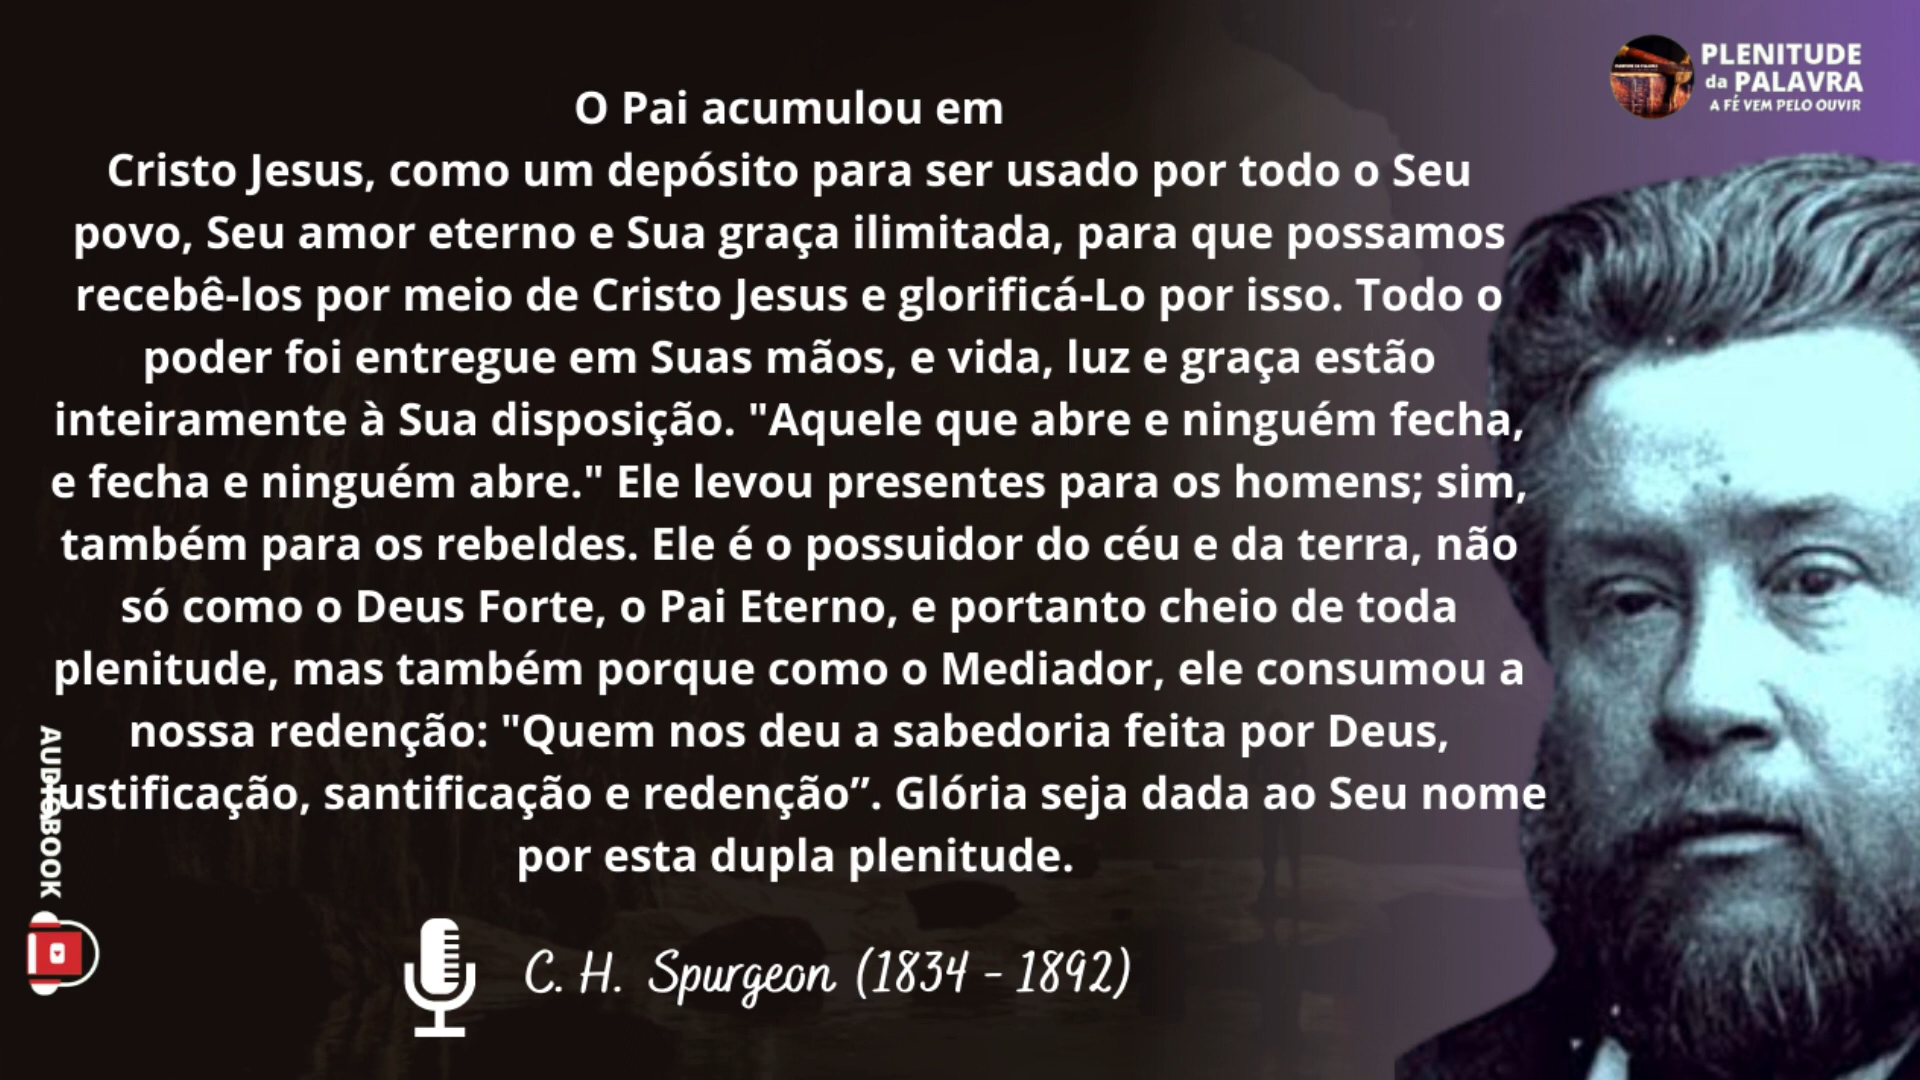 PLENITUDE
da PALAVRA
A FÉ VEM PELO OUVIR
O Pai acumulou em
Cristo Jesus, como um depósito para ser usado por todo o Seu
povo, Seu amor eterno e Sua graça ilimitada, para que possamos
recebê-los por meio de Cristo Jesus e glorificá-Lo por isso. Todo o
poder foi entregue em Suas mãos, e vida, luz e graça estão
inteiramente à Sua disposição. "Aquele que abre e ninguém fecha,
e fecha e ninguém abre." Ele levou presentes para os homens; sim,
também para os rebeldes. Ele é o possuidor do céu e da terra, não
só como o Deus Forte, o Pai Eterno, e portanto cheio de toda
plenitude, mas também porque como o Mediador, ele consumou a
nossa redenção: "Quem nos deu a sabedoria feita por Deus,
justificação, santificação e redenção”. Glória seja dada ao Seu nome
por esta dupla plenitude.
AUDIOBOOK
C. H. Spurgeon (1834 - 1892)